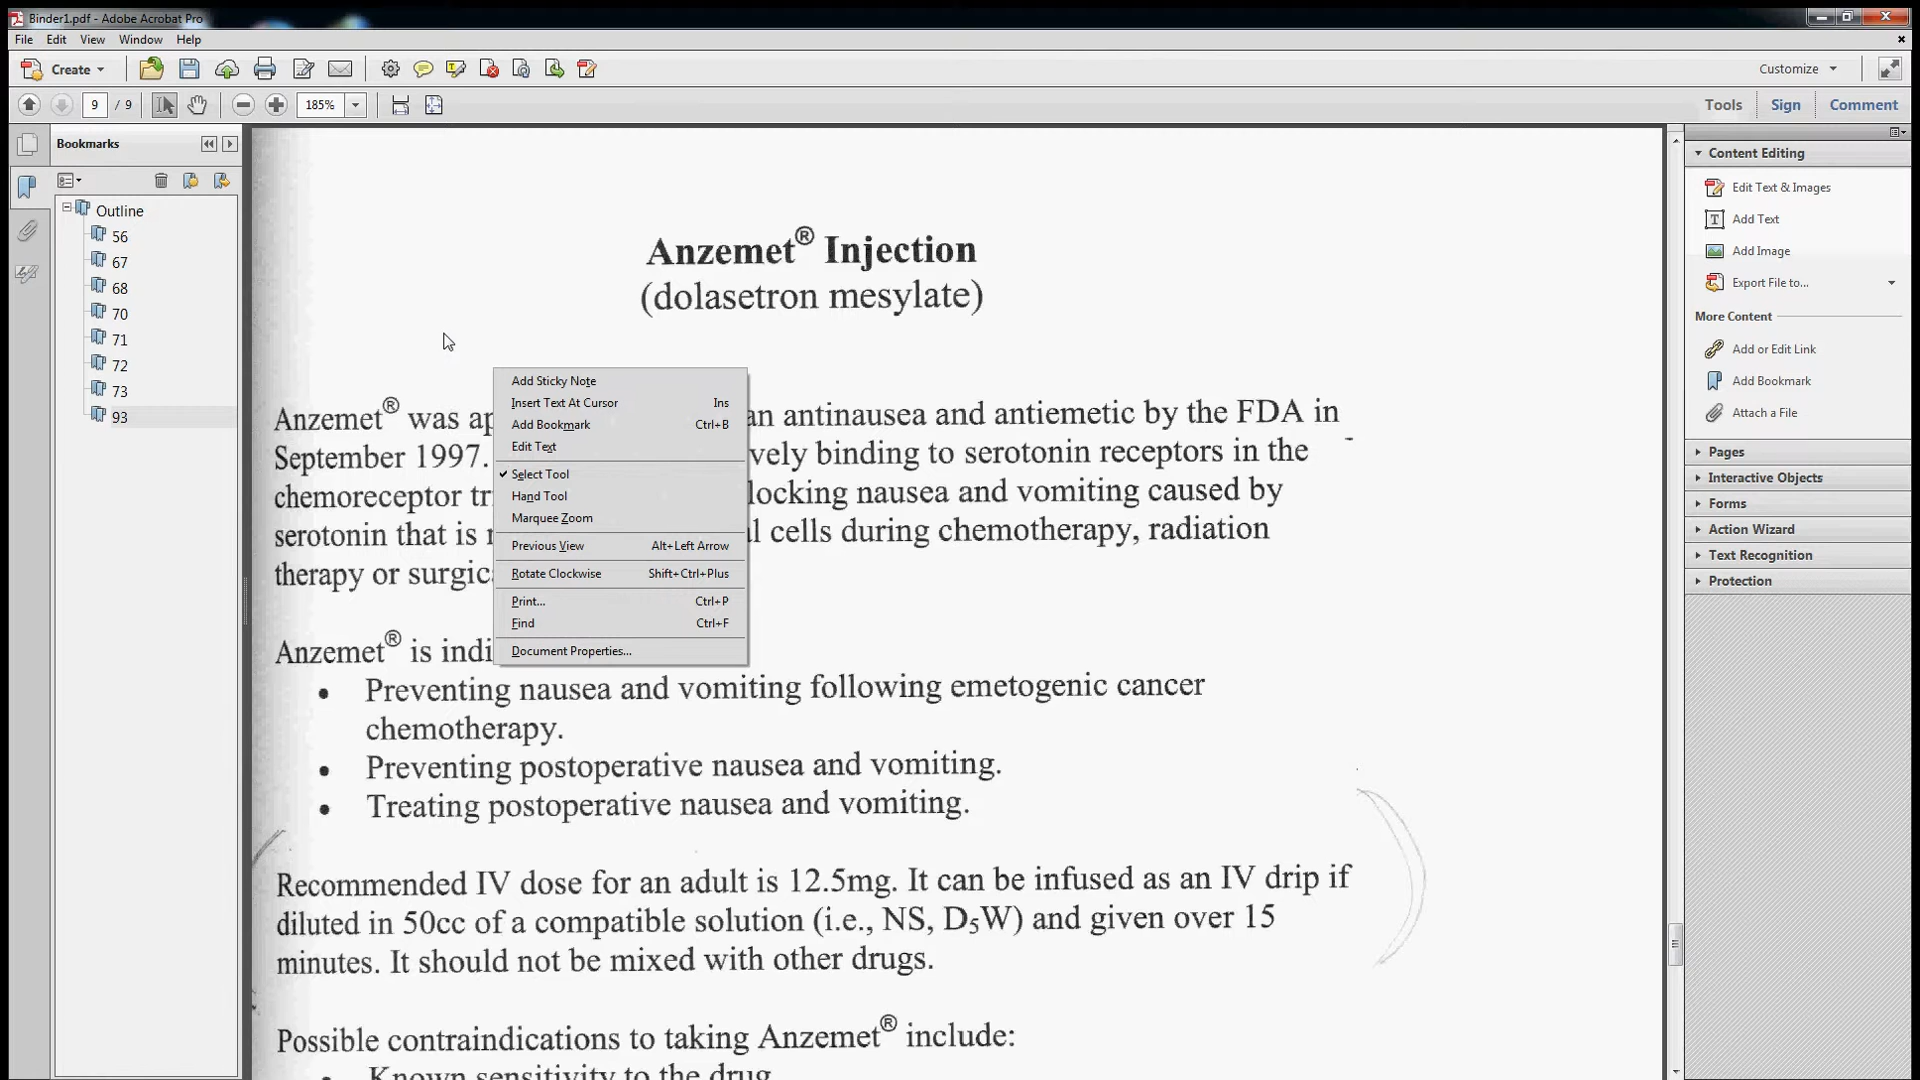 Binder1.pdf - Adobe Acrobat Pro
File Edit View Window Help
Create
Customize
9 / 9
185%
Tools Sign Comment
Bookmarks
Outline
56
67
68
70
71
72
73
93
Anzemet® Injection
(dolasetron mesylate)
Anzemet® was ap an antinausea and antiemetic by the FDA in
September 1997. vely binding to serotonin receptors in the
chemoreceptor tr locking nausea and vomiting caused by
serotonin that is l cells during chemotherapy, radiation
therapy or surgic
Anzemet® is indi
• Preventing nausea and vomiting following emetogenic cancer
chemotherapy.
• Preventing postoperative nausea and vomiting.
• Treating postoperative nausea and vomiting.
Recommended IV dose for an adult is 12.5mg. It can be infused as an IV drip if
diluted in 50cc of a compatible solution (i.e., NS, D5W) and given over 15
minutes. It should not be mixed with other drugs.
Possible contraindications to taking Anzemet® include:
• Known sensitivity to the drug
Add Sticky Note
Insert Text At Cursor Ins
Add Bookmark Ctrl+B
Edit Text
Select Tool
Hand Tool
Marquee Zoom
Previous View Alt+Left Arrow
Rotate Clockwise Shift+Ctrl+Plus
Print... Ctrl+P
Find Ctrl+F
Document Properties...
Content Editing
Edit Text & Images
Add Text
Add Image
Export File to...
More Content
Add or Edit Link
Add Bookmark
Attach a File
Pages
Interactive Objects
Forms
Action Wizard
Text Recognition
Protection